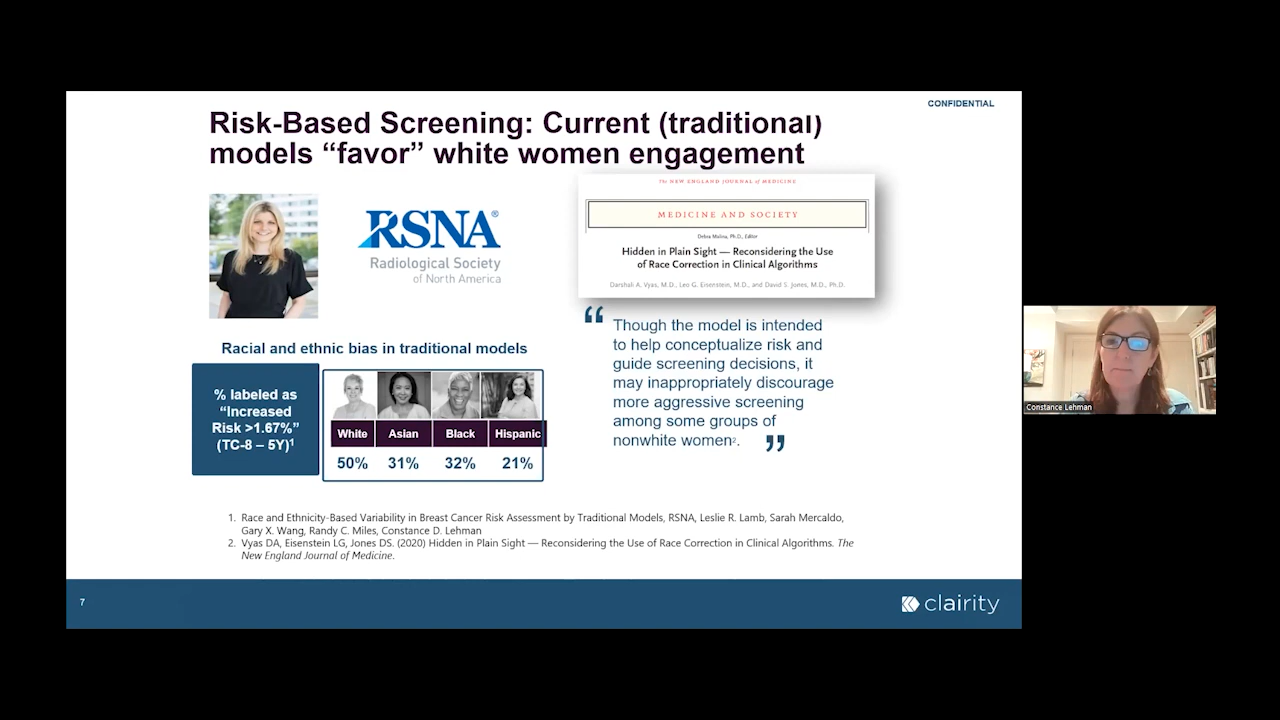 CONFIDENTIAL
Risk-Based Screening: Current (traditional)
models “favor” white women engagement
RSNA®
Radiological Society
of North America
The NEW ENGLAND JOURNAL of MEDICINE
MEDICINE AND SOCIETY
Debra Malina, Ph.D., Editor
Hidden in Plain Sight — Reconsidering the Use
of Race Correction in Clinical Algorithms
Darshali A. Vyas, M.D., Leo G. Eisenstein, M.D., and David S. Jones, M.D., Ph.D.
Racial and ethnic bias in traditional models
% labeled as
“Increased
Risk >1.67%”
(TC-8 – 5Y)1
White Asian Black Hispanic
50% 31% 32% 21%
“ Though the model is intended
to help conceptualize risk and
guide screening decisions, it
may inappropriately discourage
more aggressive screening
among some groups of
nonwhite women2. ”
1. Race and Ethnicity-Based Variability in Breast Cancer Risk Assessment by Traditional Models, RSNA, Leslie R. Lamb, Sarah Mercaldo,
Gary X. Wang, Randy C. Miles, Constance D. Lehman
2. Vyas DA, Eisenstein LG, Jones DS. (2020) Hidden in Plain Sight — Reconsidering the Use of Race Correction in Clinical Algorithms. The
New England Journal of Medicine.
7
clairity
Constance Lehman